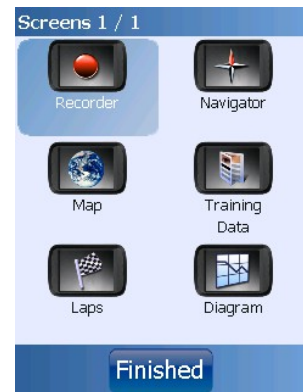 Screens 1 / 1
Recorder
Navigator
Map
Training
Data
Laps
Diagram
Finished